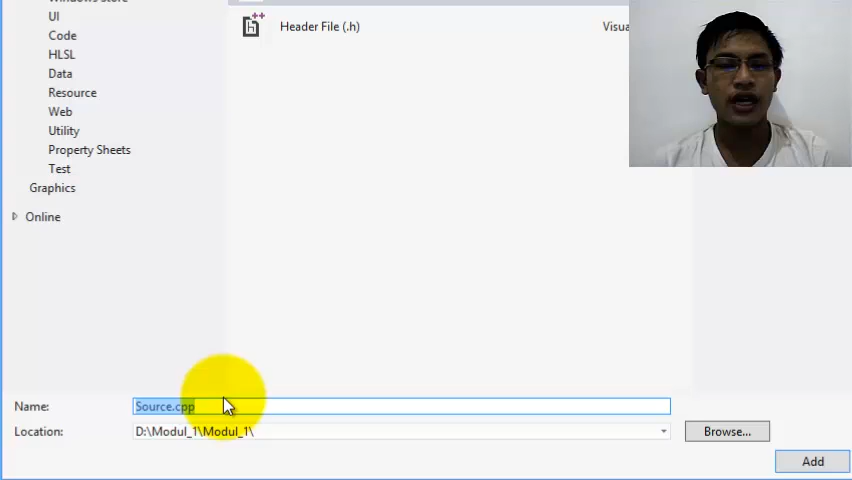 UI
Code
HLSL
Data
Resource
Web
Utility
Property Sheets
Test
Graphics
Online
Header File (.h)
Name: Source.cpp
Location: D:\Modul_1\Modul_1\ Browse...
Add